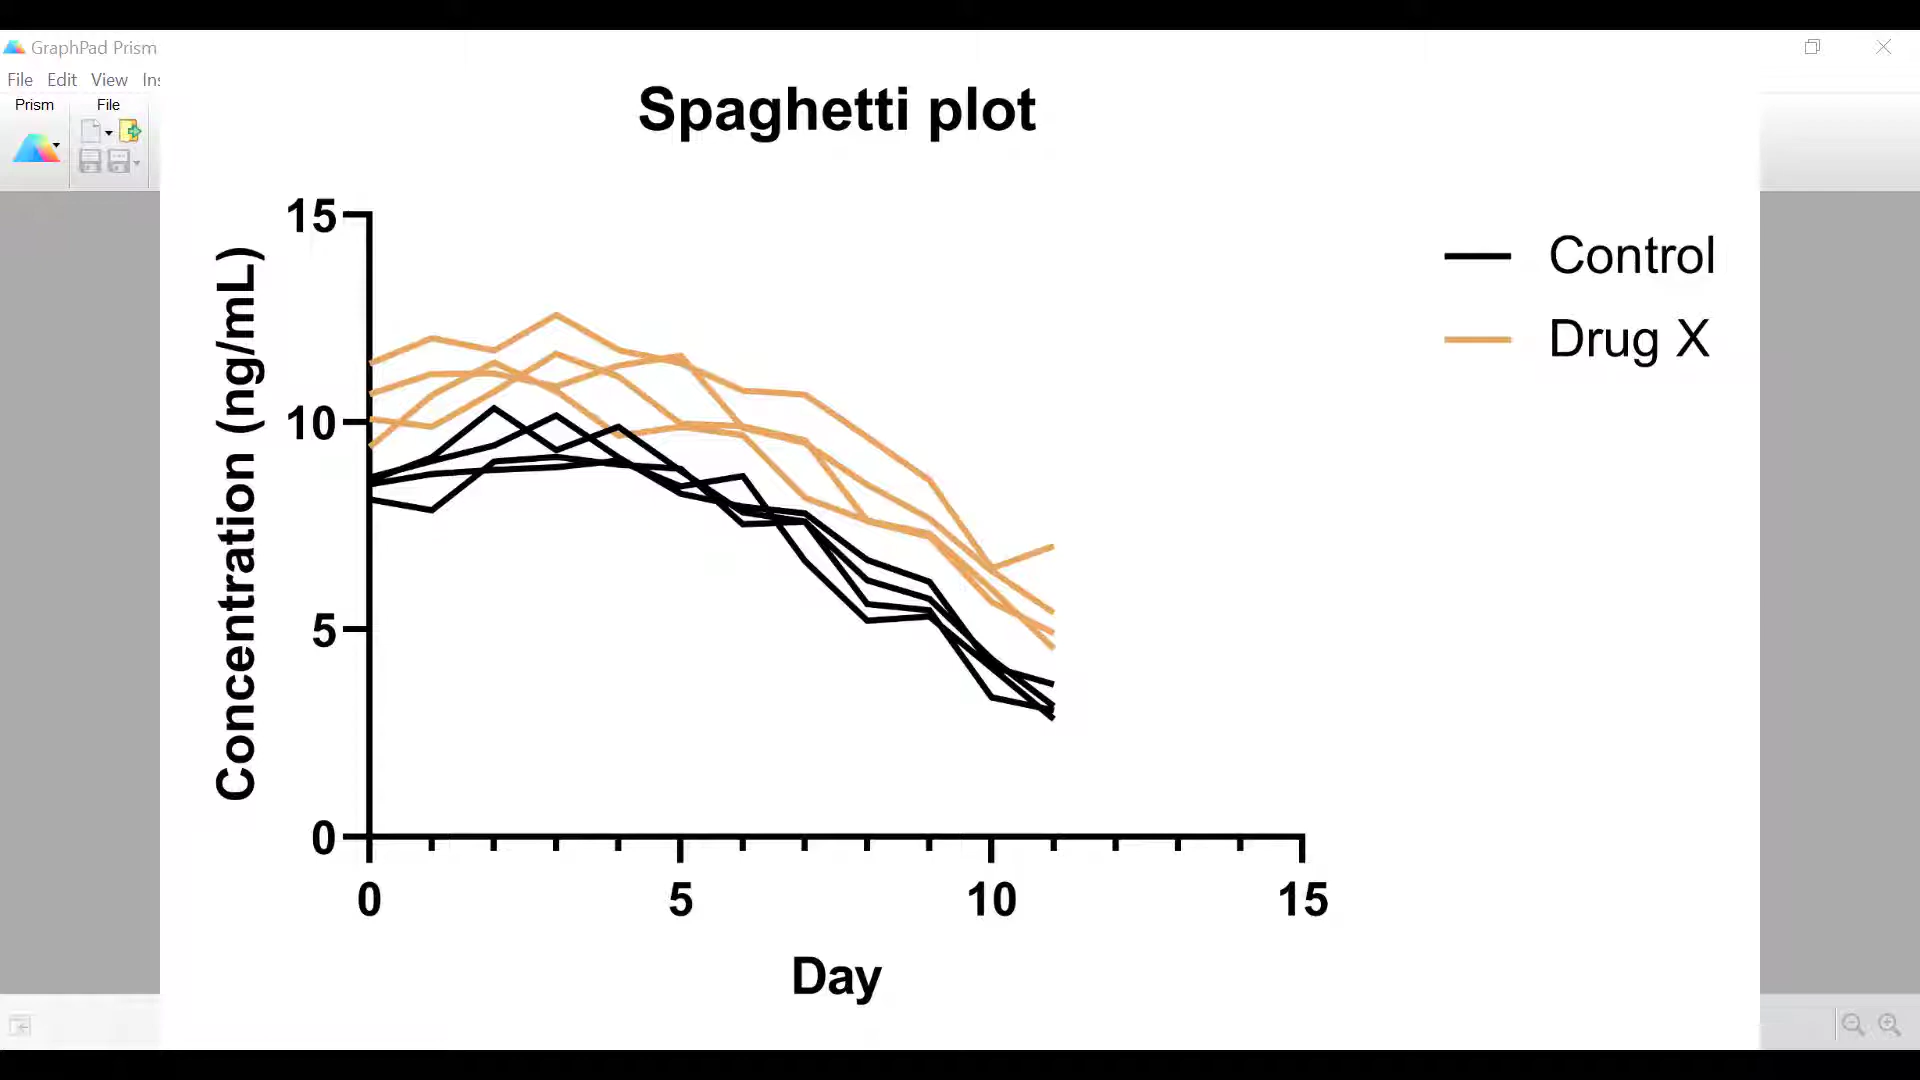 GraphPad Prism
File Edit View Ins
Prism File
Spaghetti plot
15
10
5
0
Concentration (ng/mL)
0 5 10 15
Day
Control
Drug X